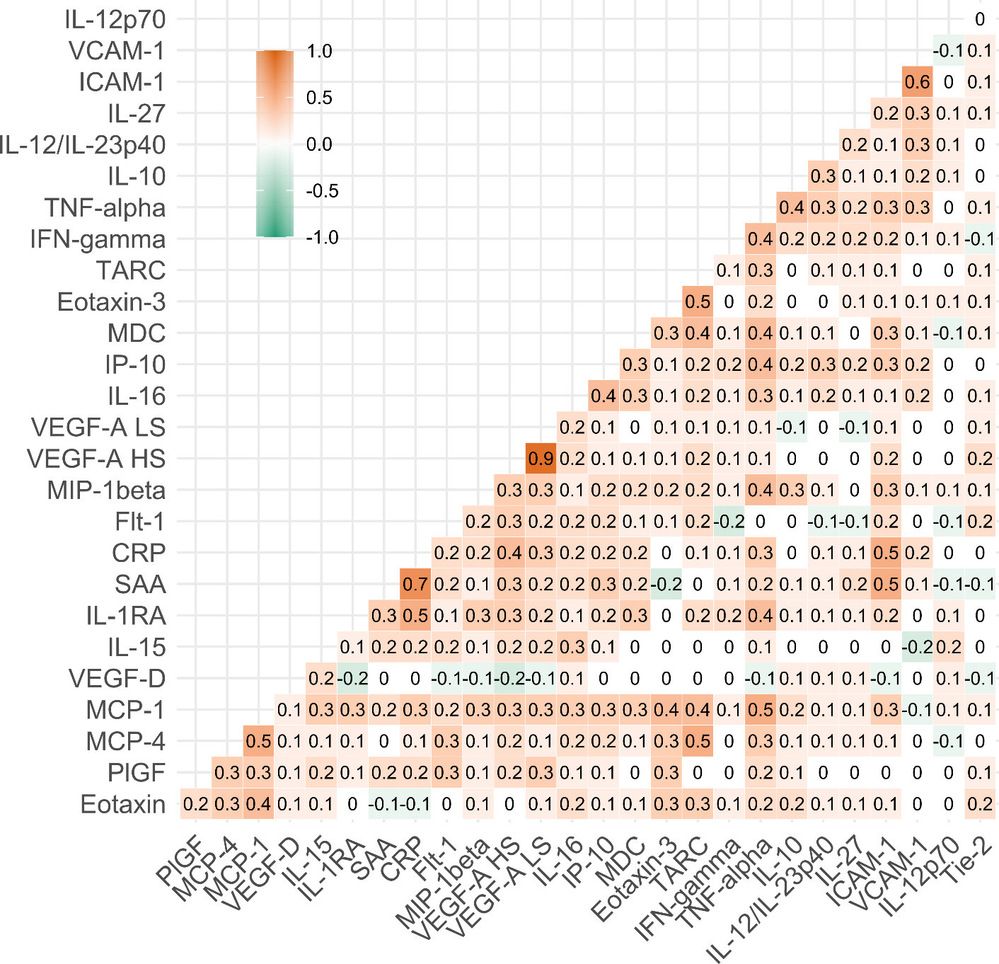 IL-12p70 0
VCAM-1 -0.1 0.1
ICAM-1 0.6 0 0.1
IL-27 0.2 0.3 0.1 0.1
IL-12/IL-23p40 0.2 0.1 0.3 0.1 0
IL-10 0.3 0.1 0.1 0.2 0.1 0
TNF-alpha 0.4 0.3 0.2 0.3 0.3 0 0.1
IFN-gamma 0.4 0.2 0.2 0.2 0.2 0.1 0.1 -0.1
TARC 0.1 0.3 0 0.1 0.1 0.1 0 0 0.1
Eotaxin-3 0.5 0 0.2 0 0 0.1 0.1 0.1 0.1 0.1
MDC 0.3 0.4 0.1 0.4 0.1 0.1 0 0.3 0.1 -0.1 0.1
IP-10 0.3 0.1 0.2 0.2 0.4 0.2 0.3 0.2 0.3 0.2 0 0
IL-16 0.4 0.3 0.1 0.2 0.1 0.3 0.1 0.2 0.1 0.1 0.2 0 0.1
VEGF-A LS 0.2 0.1 0 0.1 0.1 0.1 0.1 -0.1 0 -0.1 0.1 0 0 0.1
VEGF-A HS 0.9 0.2 0.1 0.1 0.1 0.2 0.1 0.1 0 0 0 0.2 0 0 0.2
MIP-1beta 0.3 0.3 0.1 0.2 0.2 0.2 0.2 0.1 0.4 0.3 0.1 0 0.3 0.1 0.1 0.1
Flt-1 0.2 0.3 0.2 0.2 0.2 0.1 0.1 0.2 -0.2 0 0 -0.1 -0.1 0.2 0 -0.1 0.2
CRP 0.2 0.2 0.4 0.3 0.2 0.2 0.2 0 0.1 0.1 0.3 0 0.1 0.1 0.5 0.2 0 0
SAA 0.7 0.2 0.1 0.3 0.2 0.2 0.3 0.2 -0.2 0 0.1 0.2 0.1 0.1 0.2 0.5 0.1 -0.1 -0.1
IL-1RA 0.3 0.5 0.1 0.3 0.3 0.2 0.1 0.2 0.3 0 0.2 0.2 0.4 0.1 0.1 0.1 0.2 0 0.1 0
IL-15 0.1 0.2 0.2 0.2 0.1 0.2 0.2 0.3 0.1 0 0 0 0 0.1 0 0 0 0 -0.2 0.2 0
VEGF-D 0.2 -0.2 0 0 -0.1 -0.1 -0.2 -0.1 0.1 0 0 0 0 0 -0.1 0.1 0.1 0.1 -0.1 0 0.1 -0.1
MCP-1 0.1 0.3 0.3 0.2 0.3 0.2 0.3 0.3 0.3 0.3 0.3 0.3 0.4 0.4 0.1 0.5 0.2 0.1 0.1 0.3 -0.1 0.1 0.1
MCP-4 0.5 0.1 0.1 0.1 0 0.1 0.3 0.1 0.2 0.1 0.2 0.2 0.1 0.3 0.5 0 0.3 0.1 0.1 0.1 0.1 0 -0.1 0
PlGF 0.3 0.3 0.1 0.2 0.1 0.2 0.2 0.3 0.1 0.2 0.3 0.1 0.1 0 0.3 0 0 0.2 0.1 0 0 0 0 0 0.1
Eotaxin 0.2 0.3 0.4 0.1 0.1 0 -0.1 -0.1 0 0.1 0 0.1 0.2 0.1 0.1 0.3 0.3 0.1 0.2 0.2 0.1 0.1 0.1 0 0 0.2
1.0
0.5
0.0
-0.5
-1.0
PlGF
MCP-4
MCP-1
VEGF-D
IL-15
IL-1RA
SAA
CRP
Flt-1
MIP-1beta
VEGF-A HS
VEGF-A LS
IL-16
IP-10
MDC
Eotaxin-3
TARC
IFN-gamma
TNF-alpha
IL-10
IL-12/IL-23p40
IL-27
ICAM-1
VCAM-1
IL-12p70
Tie-2